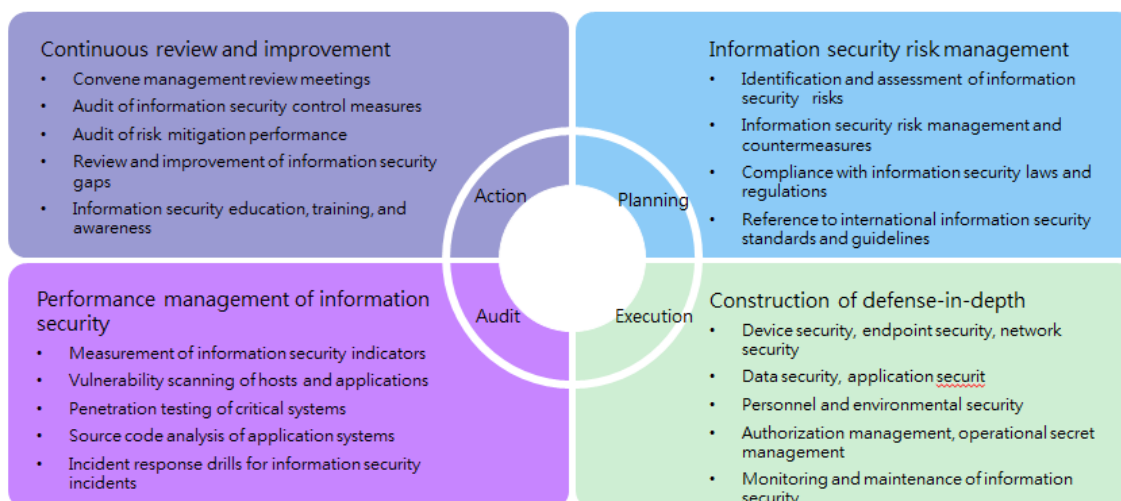 Continuous review and improvement
• Convene management review meetings
• Audit of information security control measures
• Audit of risk mitigation performance
• Review and improvement of information security
gaps
• Information security education, training, and
awareness
Information security risk management
• Identification and assessment of information
security risks
• Information security risk management and
countermeasures
• Compliance with information security laws and
regulations
• Reference to international information security
standards and guidelines
Action
Planning
Audit
Execution
Performance management of information
security
• Measurement of information security indicators
• Vulnerability scanning of hosts and applications
• Penetration testing of critical systems
• Source code analysis of application systems
• Incident response drills for information security
incidents
Construction of defense-in-depth
• Device security, endpoint security, network
security
• Data security, application securit
• Personnel and environmental security
• Authorization management, operational secret
management
• Monitoring and maintenance of information
security